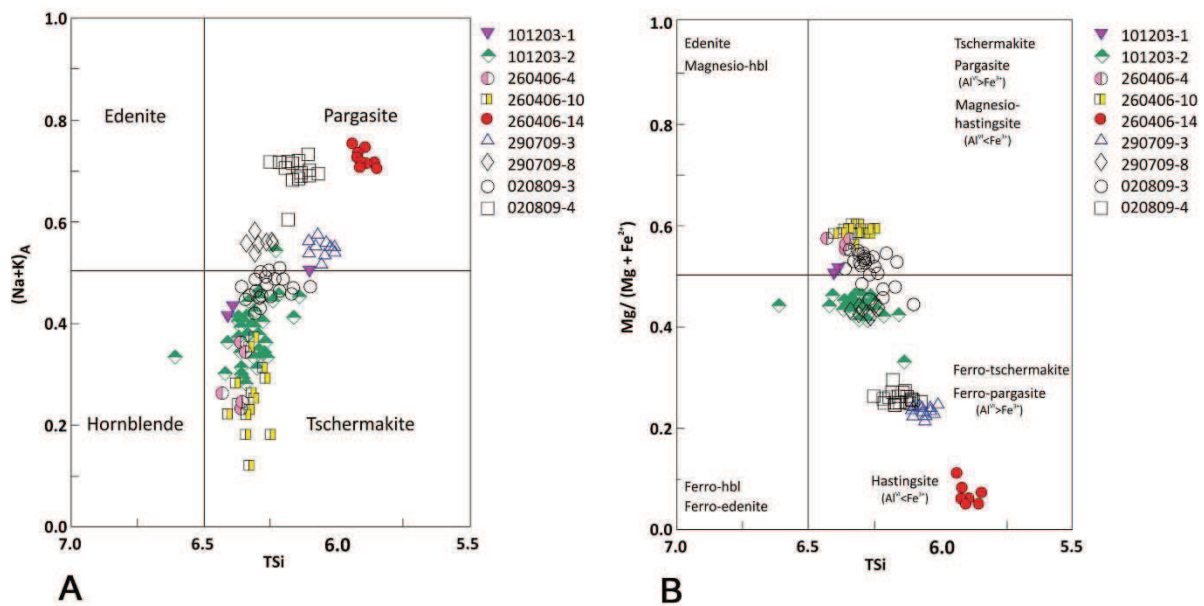 1.0
0.8
0.6
0.4
0.2
0.0
(Na+K)A
Edenite
Pargasite
Hornblende
Tschermakite
7.0
6.5
6.0
5.5
TSi
A
101203-1
101203-2
260406-4
260406-10
260406-14
290709-3
290709-8
020809-3
020809-4
1.0
0.8
0.6
0.4
0.2
0.0
Mg/ (Mg + Fe²⁺)
Edenite
Magnesio-hbl
Tschermakite
Pargasite
(Alⱽᴵ>Fe³⁺)
Magnesio-
hastingsite
(Alⱽᴵ<Fe³⁺)
Ferro-tschermakite
Ferro-pargasite
(Alⱽᴵ>Fe³⁺)
Hastingsite
(Alⱽᴵ<Fe³⁺)
Ferro-hbl
Ferro-edenite
7.0
6.5
6.0
5.5
TSi
B
101203-1
101203-2
260406-4
260406-10
260406-14
290709-3
290709-8
020809-3
020809-4